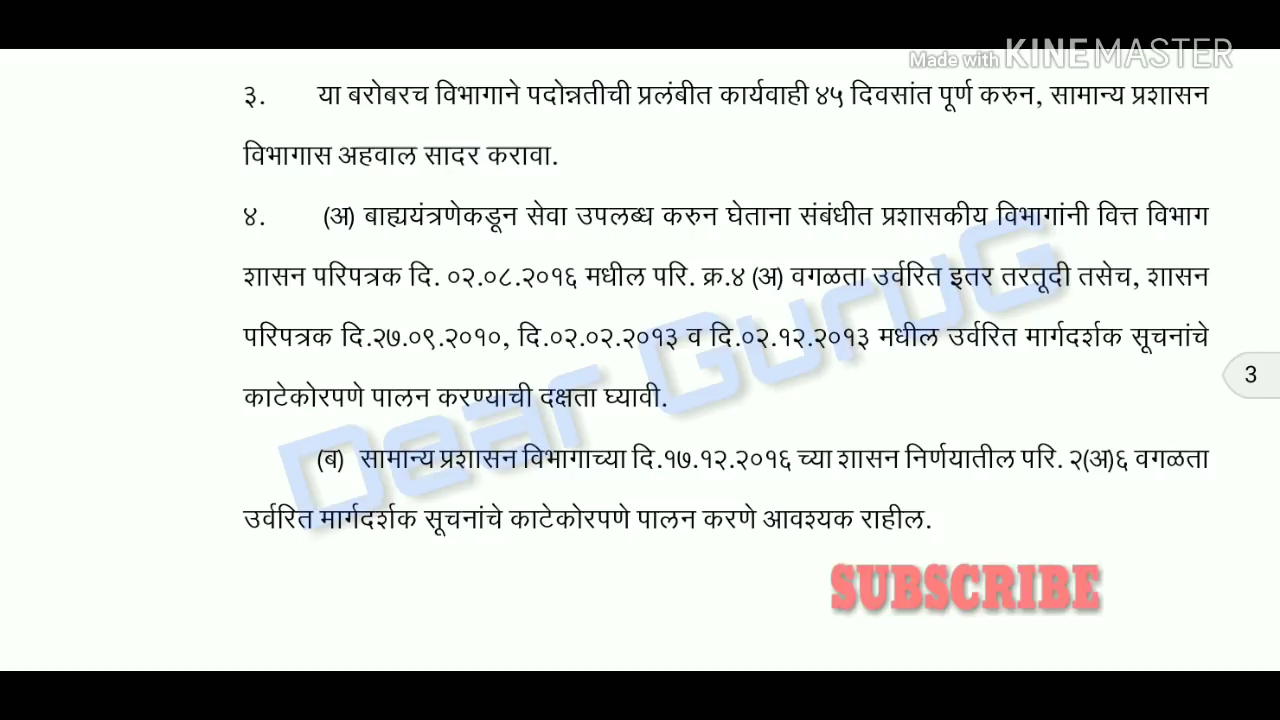 Made with KINEMASTER
३. या बरोबरच विभागाने पदोन्नतीची प्रलंबीत कार्यवाही ४५ दिवसांत पूर्ण करुन, सामान्य प्रशासन
विभागास अहवाल सादर करावा.
४. (अ) बाह्ययंत्रणेकडून सेवा उपलब्ध करुन घेताना संबंधीत प्रशासकीय विभागांनी वित्त विभाग
शासन परिपत्रक दि. ०२.०८.२०१६ मधील परि. क्र.४ (अ) वगळता उर्वरित इतर तरतूदी तसेच, शासन
परिपत्रक दि.२७.०९.२०१०, दि.०२.०२.२०१३ व दि.०२.१२.२०१३ मधील उर्वरित मार्गदर्शक सूचनांचे
3
काटेकोरपणे पालन करण्याची दक्षता घ्यावी.
Dear GuruG
(ब) सामान्य प्रशासन विभागाच्या दि.१७.१२.२०१६ च्या शासन निर्णयातील परि. २(अ)६ वगळता
उर्वरित मार्गदर्शक सूचनांचे काटेकोरपणे पालन करणे आवश्यक राहील.
SUBSCRIBE